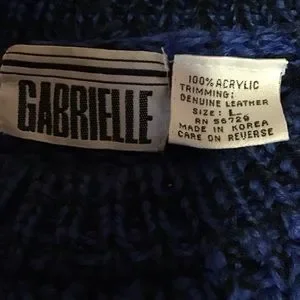 GABRIELLE
100% ACRYLIC
TRIMMING:
GENUINE LEATHER
SIZE: L
RN 56726
MADE IN KOREA
CARE ON REVERSE